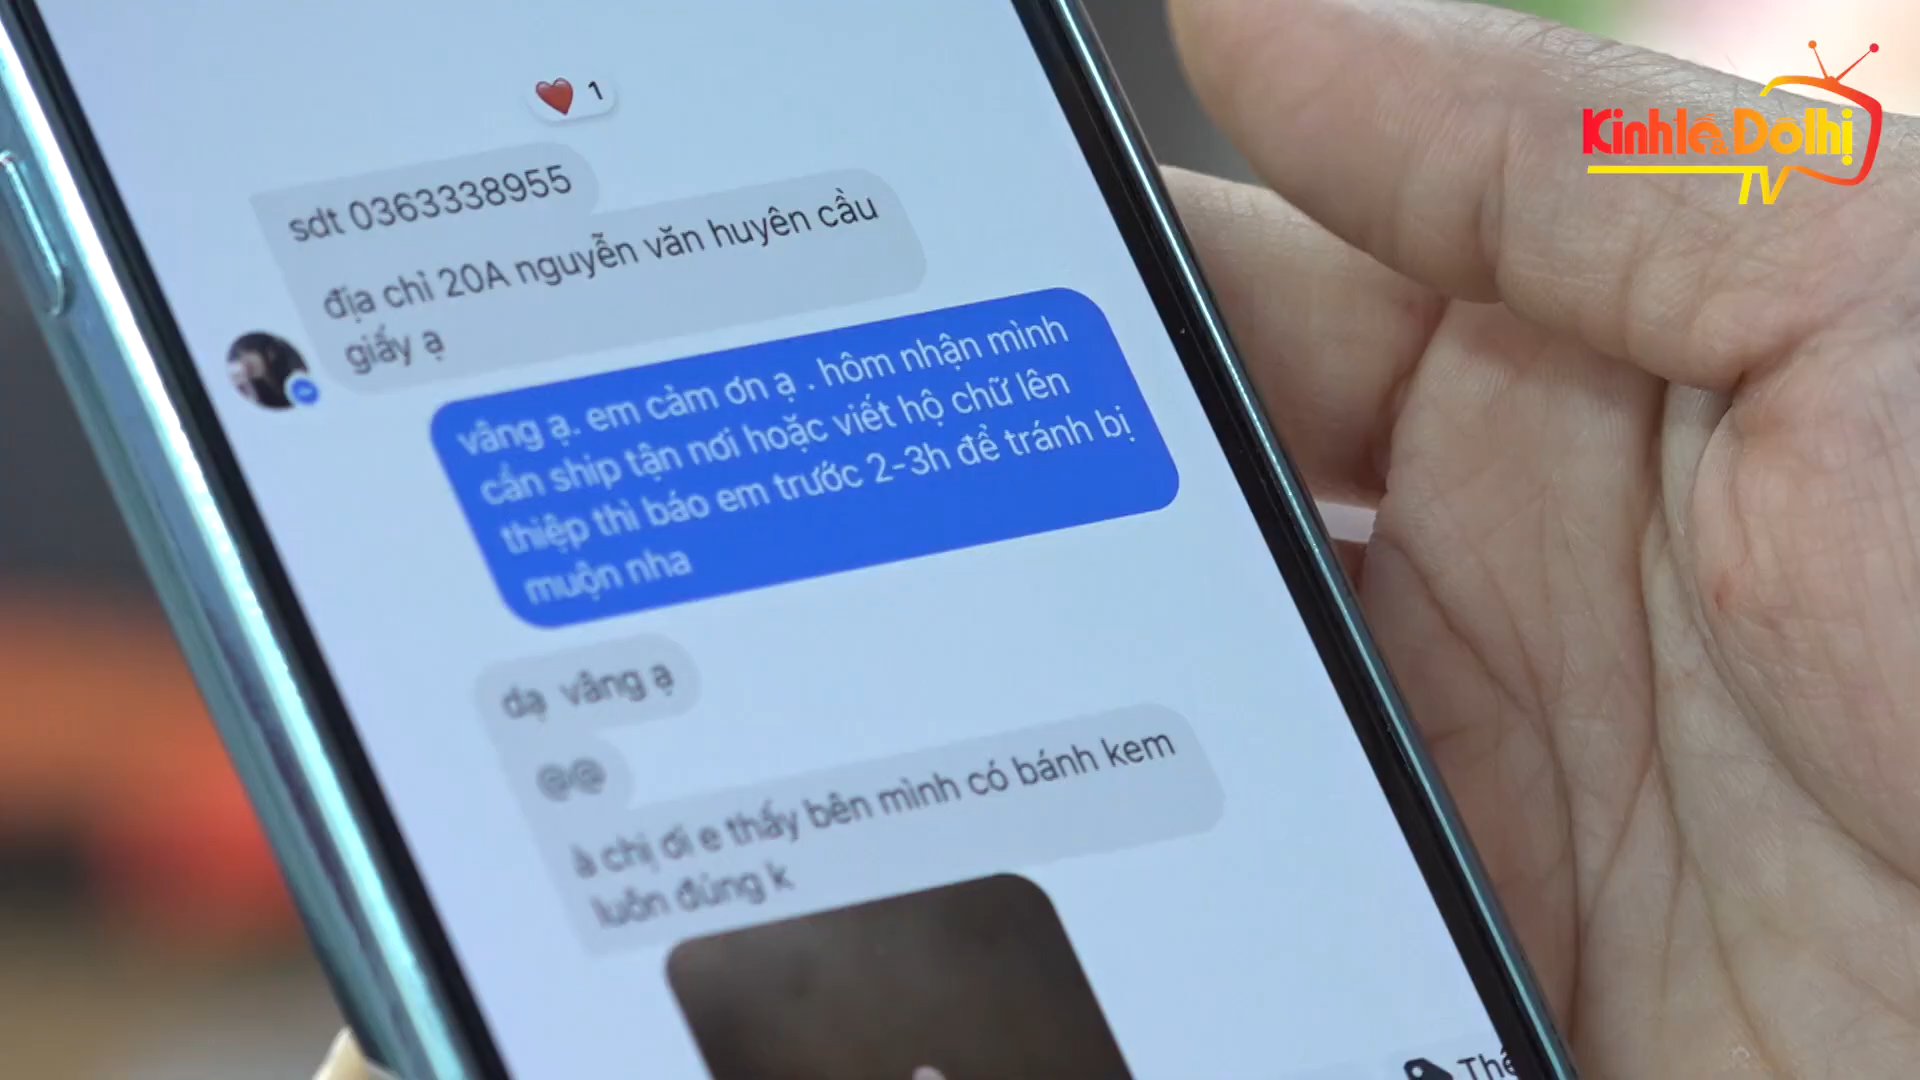 Kinhtế&Đôthị
TV
1
sdt 0363338955
địa chỉ 20A nguyễn văn huyên cầu
giấy ạ
vâng ạ. em cảm ơn ạ . hôm nhận mình
cần ship tận nơi hoặc viết hộ chữ lên
thiệp thì báo em trước 2-3h để tránh bị
muộn nha
dạ vâng ạ
@@
à chị ơi e thấy bên mình có bánh kem
luôn đúng k